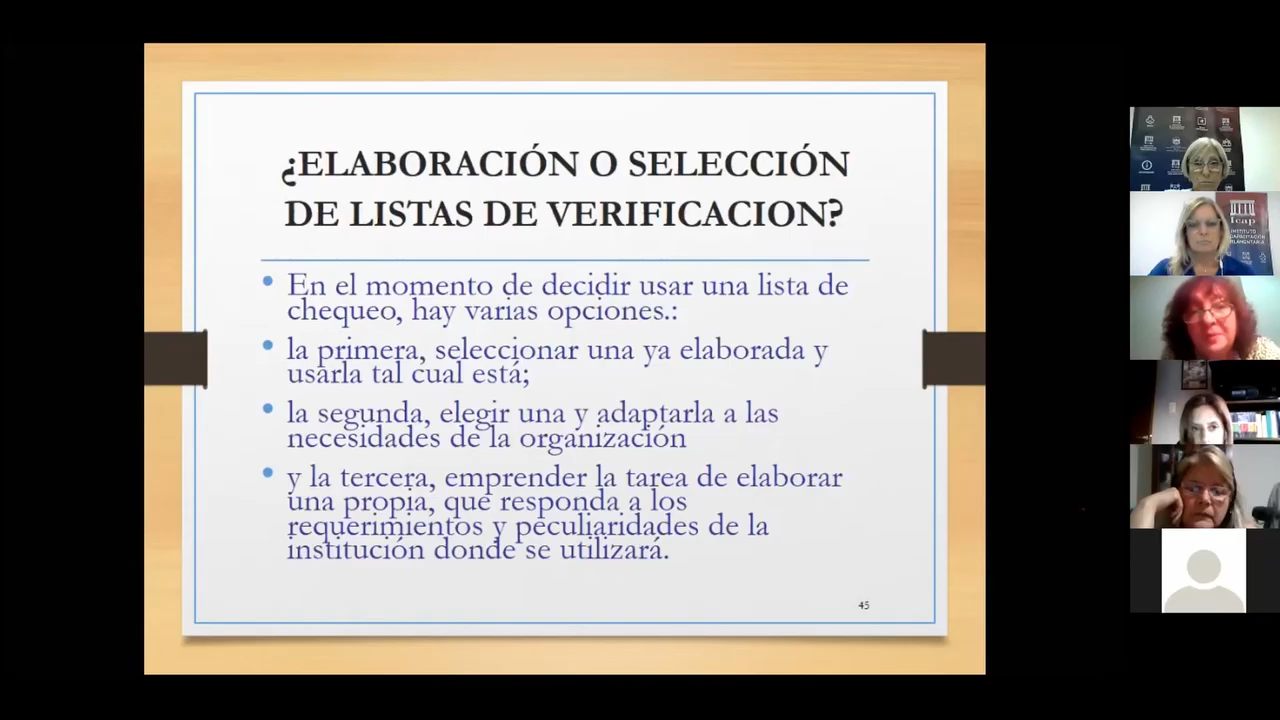 ¿ELABORACIÓN O SELECCIÓN
DE LISTAS DE VERIFICACION?
En el momento de decidir usar una lista de
chequeo, hay varias opciones.:
la primera, seleccionar una ya elaborada y
usarla tal cual está;
la segunda, elegir una y adaptarla a las
necesidades de la organización
y la tercera, emprender la tarea de elaborar
una propia, que responda a los
requerimientos y peculiaridades de la
institución donde se utilizará.
45
Icap
INSTITUTO